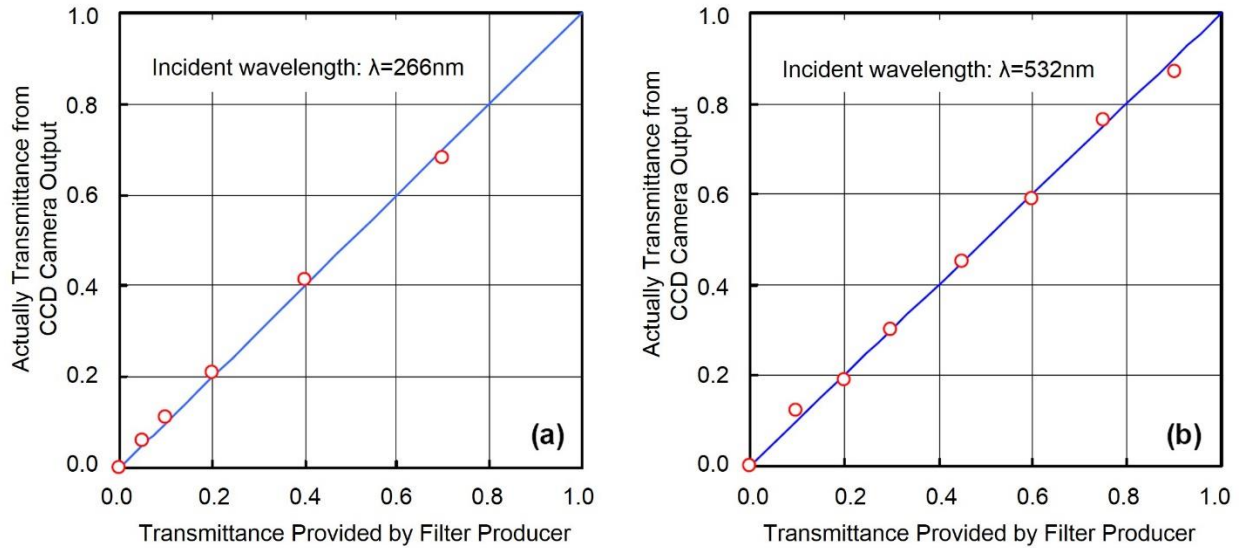 Actually Transmittance from
CCD Camera Output
1.0
0.8
0.6
0.4
0.2
0.0
Incident wavelength: λ=266nm
(a)
0.0 0.2 0.4 0.6 0.8 1.0
Transmittance Provided by Filter Producer
Actually Transmittance from
CCD Camera Output
1.0
0.8
0.6
0.4
0.2
0.0
Incident wavelength: λ=532nm
(b)
0.0 0.2 0.4 0.6 0.8 1.0
Transmittance Provided by Filter Producer